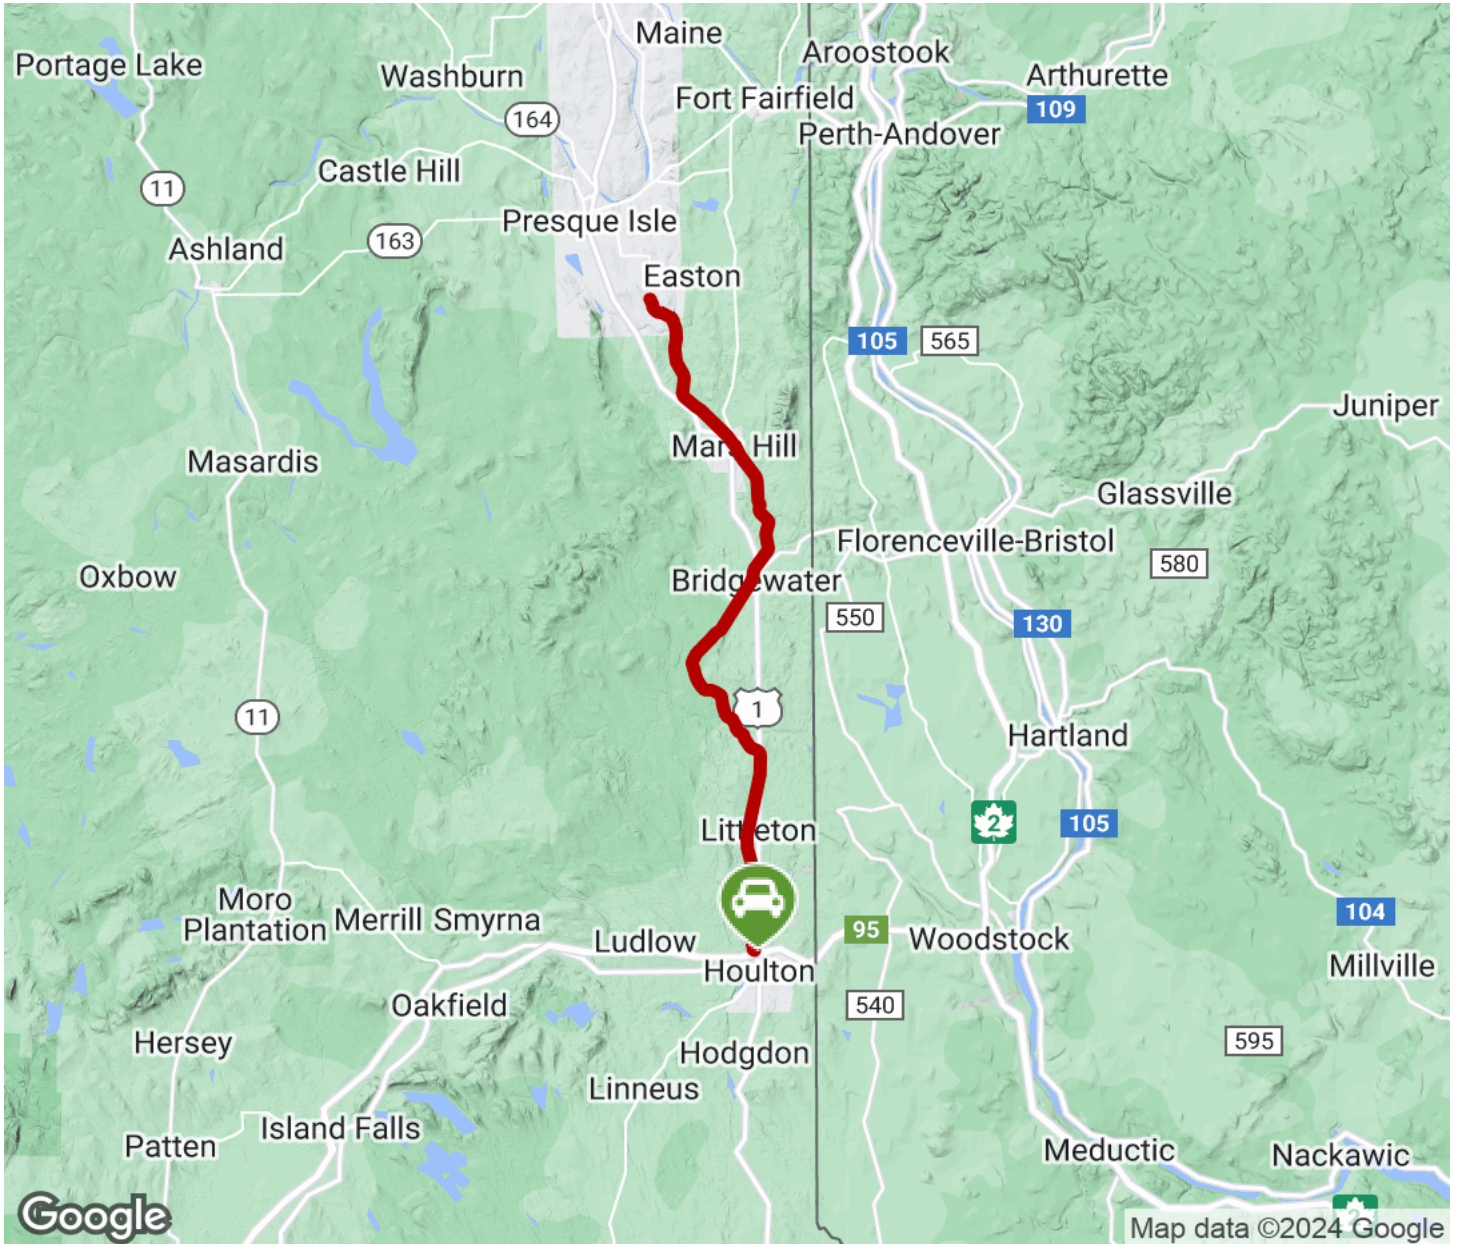 Maine
Portage Lake
Washburn
Aroostook
Arthurette
Fort Fairfield
109
164
Perth-Andover
Castle Hill
11
Presque Isle
163
Ashland
Easton
105
565
Juniper
Mars Hill
Masardis
Glassville
Florenceville-Bristol
580
Oxbow
Bridgewater
550
130
11
1
Hartland
2
105
Littleton
Moro
Plantation
Merrill
Smyrna
104
95
Ludlow
Woodstock
Houlton
Millville
Oakfield
540
Hersey
595
Hodgdon
Linneus
Island Falls
Patten
Meductic
Nackawic
2
Google
Map data ©2024 Google